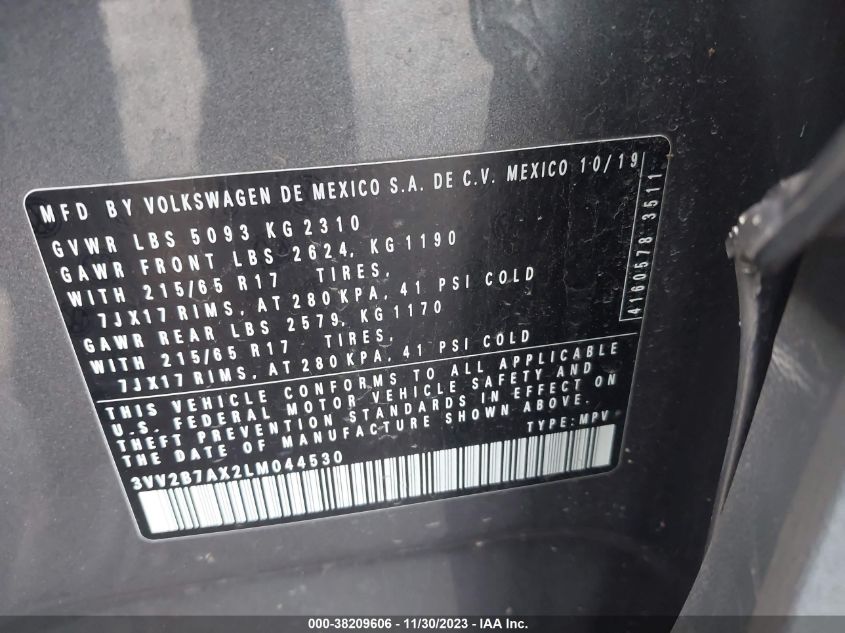 MFD BY VOLKSWAGEN DE MEXICO S.A. DE C.V. MEXICO 10/19
GVWR LBS 5093 KG 2310
GAWR FRONT LBS 2624, KG 1190
WITH 215/65 R17 TIRES,
7JX17 RIMS, AT 280 KPA, 41 PSI COLD
GAWR REAR LBS 2579, KG 1170
WITH 215/65 R17 TIRES,
7JX17 RIMS, AT 280 KPA, 41 PSI COLD
THIS VEHICLE CONFORMS TO ALL APPLICABLE
U.S. FEDERAL MOTOR VEHICLE SAFETY AND
THEFT PREVENTION STANDARDS IN EFFECT ON
THE DATE OF MANUFACTURE SHOWN ABOVE.
3VV2B7AX2LM044530 TYPE: MPV
4160578 3511
000-38209606 - 11/30/2023 - IAA Inc.